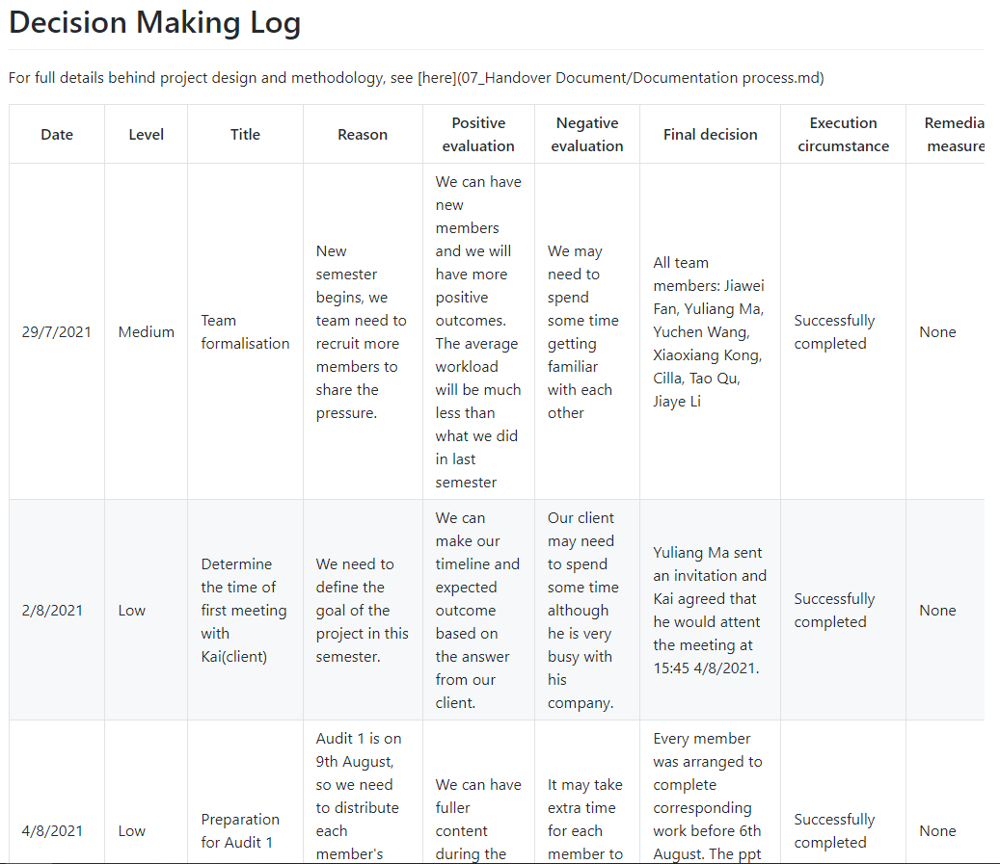 Decision Making Log
For full details behind project design and methodology, see [here](07_Handover Document/Documentation process.md)
Date
Level
Title
Reason
Positive
evaluation
Negative
evaluation
Final decision
Execution
circumstance
Remedia
measure
29/7/2021
Medium
Team
formalisation
New
semester
begins, we
team need to
recruit more
members to
share the
pressure.
We can have
new
members
and we will
have more
positive
outcomes.
The average
workload
will be much
less than
what we did
in last
semester
We may
need to
spend
some time
getting
familiar
with each
other
All team
members: Jiawei
Fan, Yuliang Ma,
Yuchen Wang,
Xiaoxiang Kong,
Cilla, Tao Qu,
Jiaye Li
Successfully
completed
None
2/8/2021
Low
Determine
the time of
first meeting
with
Kai(client)
We need to
define the
goal of the
project in this
semester.
We can
make our
timeline and
expected
outcome
based on
the answer
from our
client.
Our client
may need
to spend
some time
although
he is very
busy with
his
company.
Yuliang Ma sent
an invitation and
Kai agreed that
he would attent
the meeting at
15:45 4/8/2021.
Successfully
completed
None
4/8/2021
Low
Preparation
for Audit 1
Audit 1 is on
9th August,
so we need
to distribute
each
member's
We can have
fuller
content
during the
It may take
extra time
for each
member to
Every member
was arranged to
complete
corresponding
work before 6th
August. The ppt
Successfully
completed
None